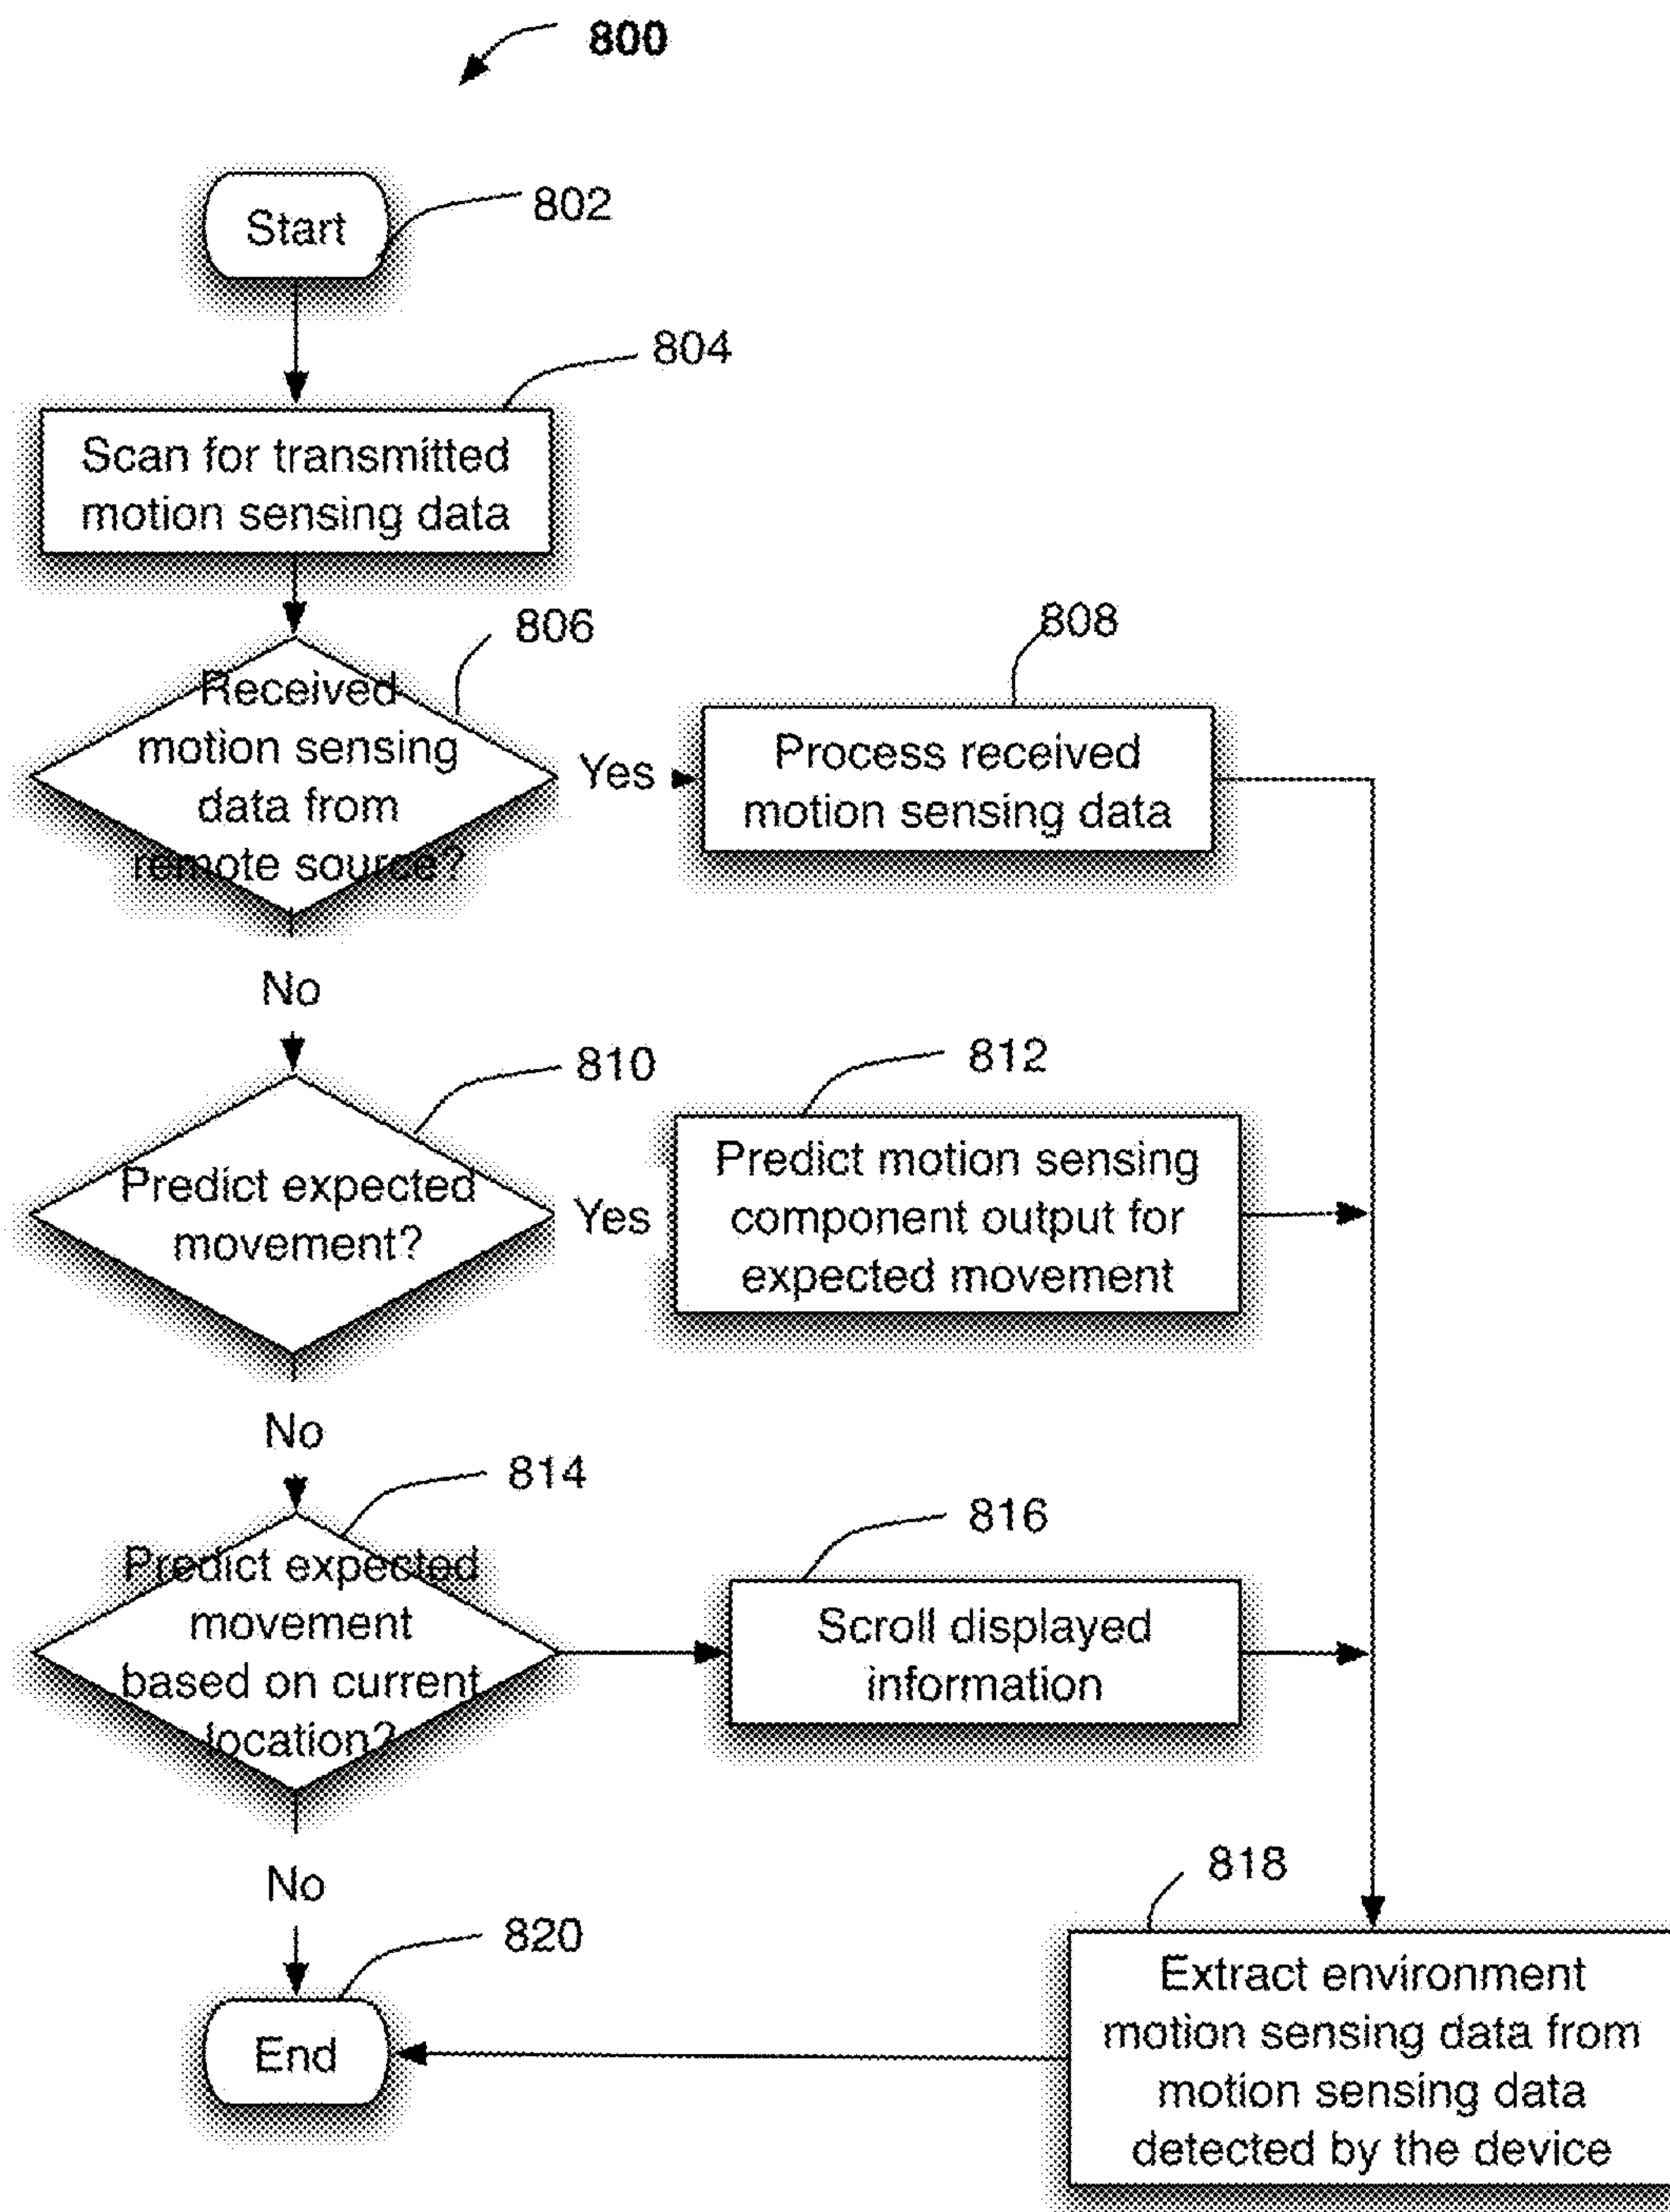 800
Start
802
804
Scan for transmitted
motion sensing data
806
Received
motion sensing
data from
remote source?
Yes
808
Process received
motion sensing data
No
810
Predict expected
movement?
Yes
812
Predict motion sensing
component output for
expected movement
No
814
Predict expected
movement
based on current
location?
816
Scroll displayed
information
No
818
Extract environment
motion sensing data from
motion sensing data
detected by the device
820
End